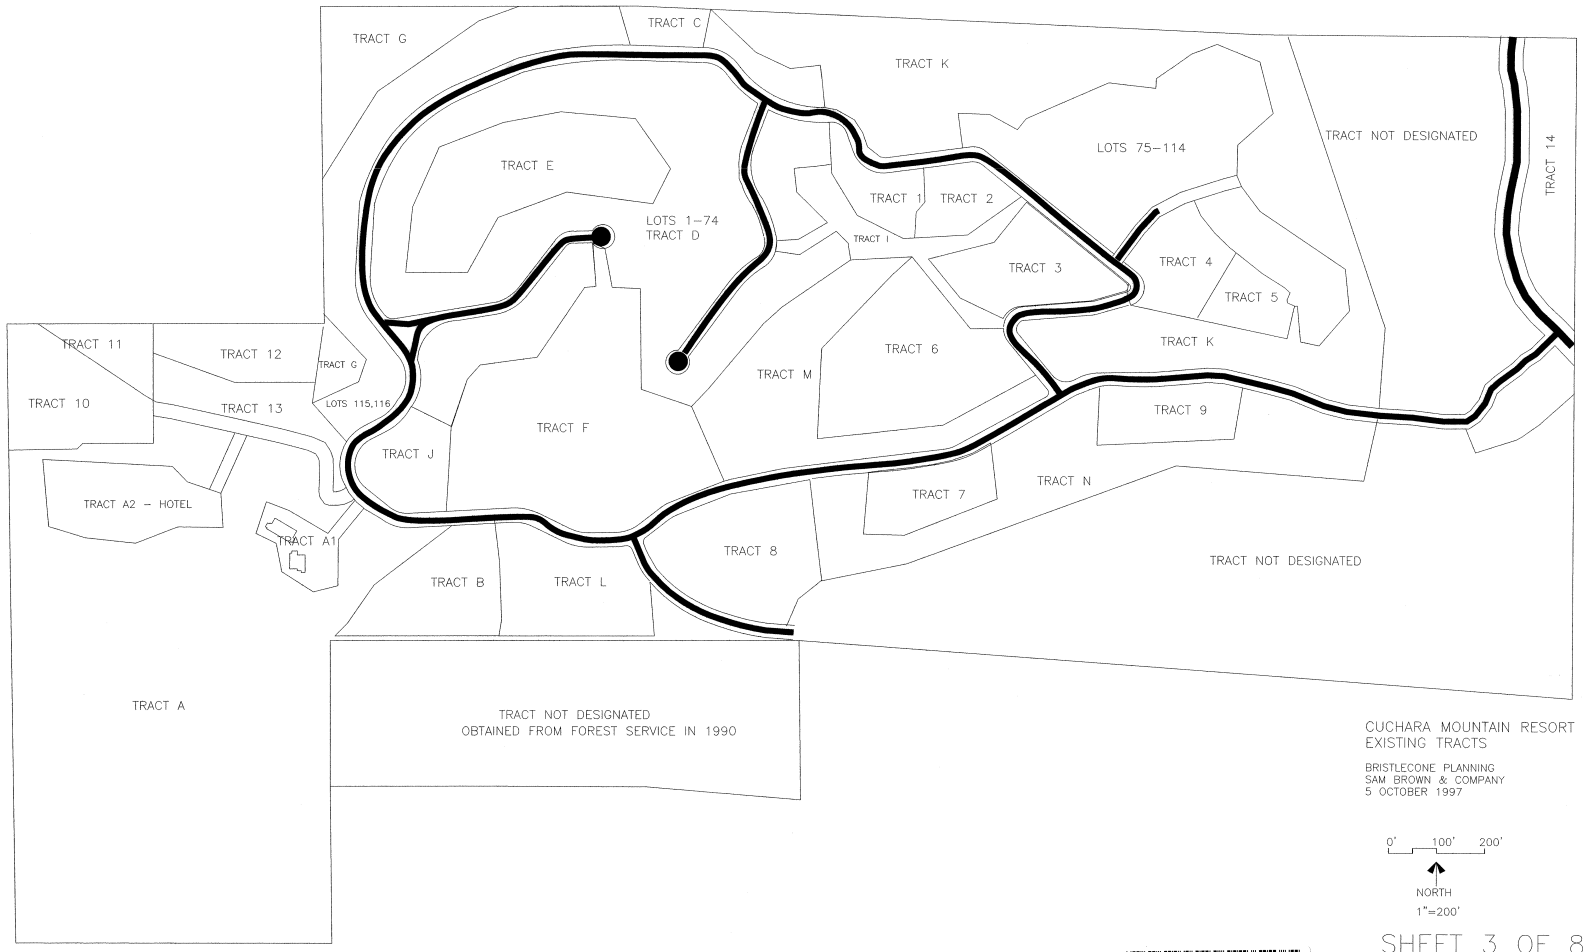 TRACT G
TRACT C
TRACT K
TRACT NOT DESIGNATED
TRACT 14
LOTS 75-114
TRACT E
TRACT 1
TRACT 2
LOTS 1-74
TRACT D
TRACT I
TRACT 3
TRACT 4
TRACT 5
TRACT 11
TRACT 12
TRACT G
TRACT 6
TRACT K
TRACT M
TRACT 10
TRACT 13
LOTS 115,116
TRACT 9
TRACT F
TRACT J
TRACT N
TRACT 7
TRACT A2 - HOTEL
TRACT A1
TRACT 8
TRACT NOT DESIGNATED
TRACT B
TRACT L
TRACT A
TRACT NOT DESIGNATED
OBTAINED FROM FOREST SERVICE IN 1990
CUCHARA MOUNTAIN RESORT
EXISTING TRACTS
BRISTLECONE PLANNING
SAM BROWN & COMPANY
5 OCTOBER 1997
0' 100' 200'
NORTH
1"=200'
SHEET 3 OF 8